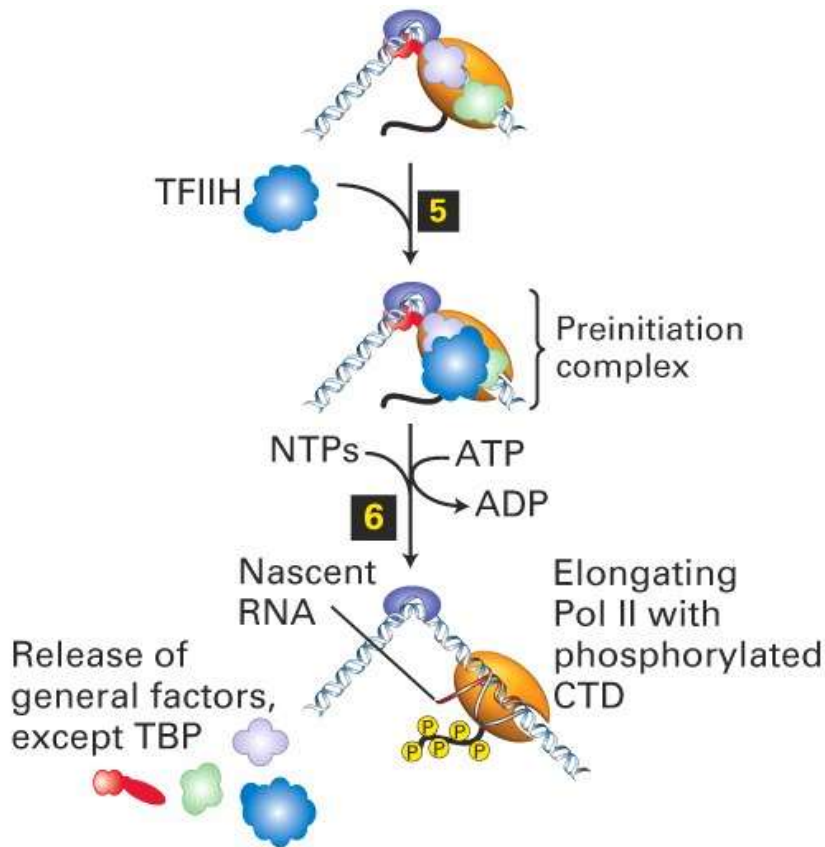 TFIIH
5
Preinitiation
complex
NTPs
ATP
ADP
6
Nascent
RNA
Elongating
Pol II with
phosphorylated
CTD
Release of
general factors,
except TBP
P
P
P
P
P
P